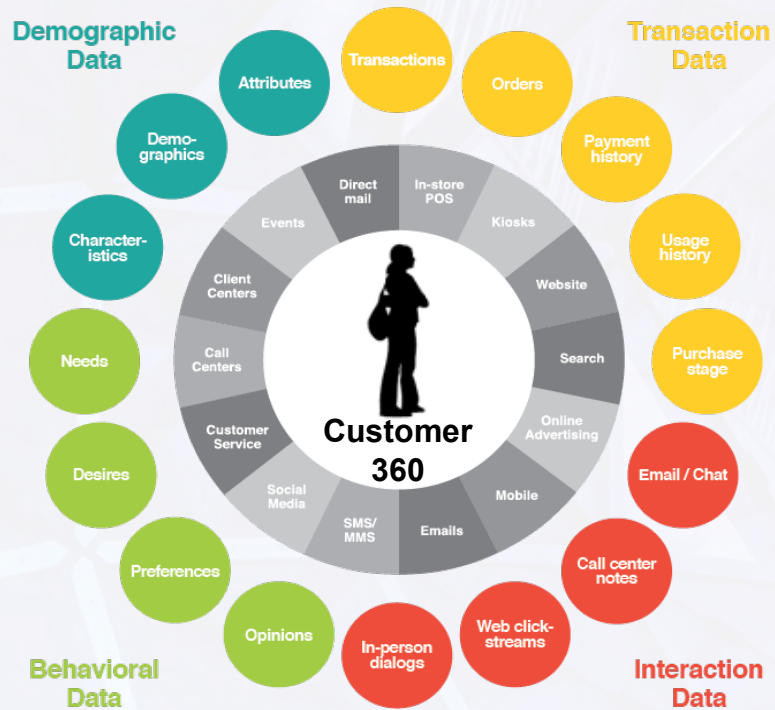 Demographic
Data
Transaction
Data
Transactions
Orders
Payment
history
Usage
history
Purchase
stage
Email / Chat
Call center
notes
Web click-
streams
In-person
dialogs
Opinions
Preferences
Desires
Needs
Character-
istics
Demo-
graphics
Attributes
Direct
mail
In-store
POS
Kiosks
Website
Search
Online
Advertising
Mobile
Emails
SMS/
MMS
Social
Media
Customer
Service
Call
Centers
Client
Centers
Events
Customer
360
Behavioral
Data
Interaction
Data